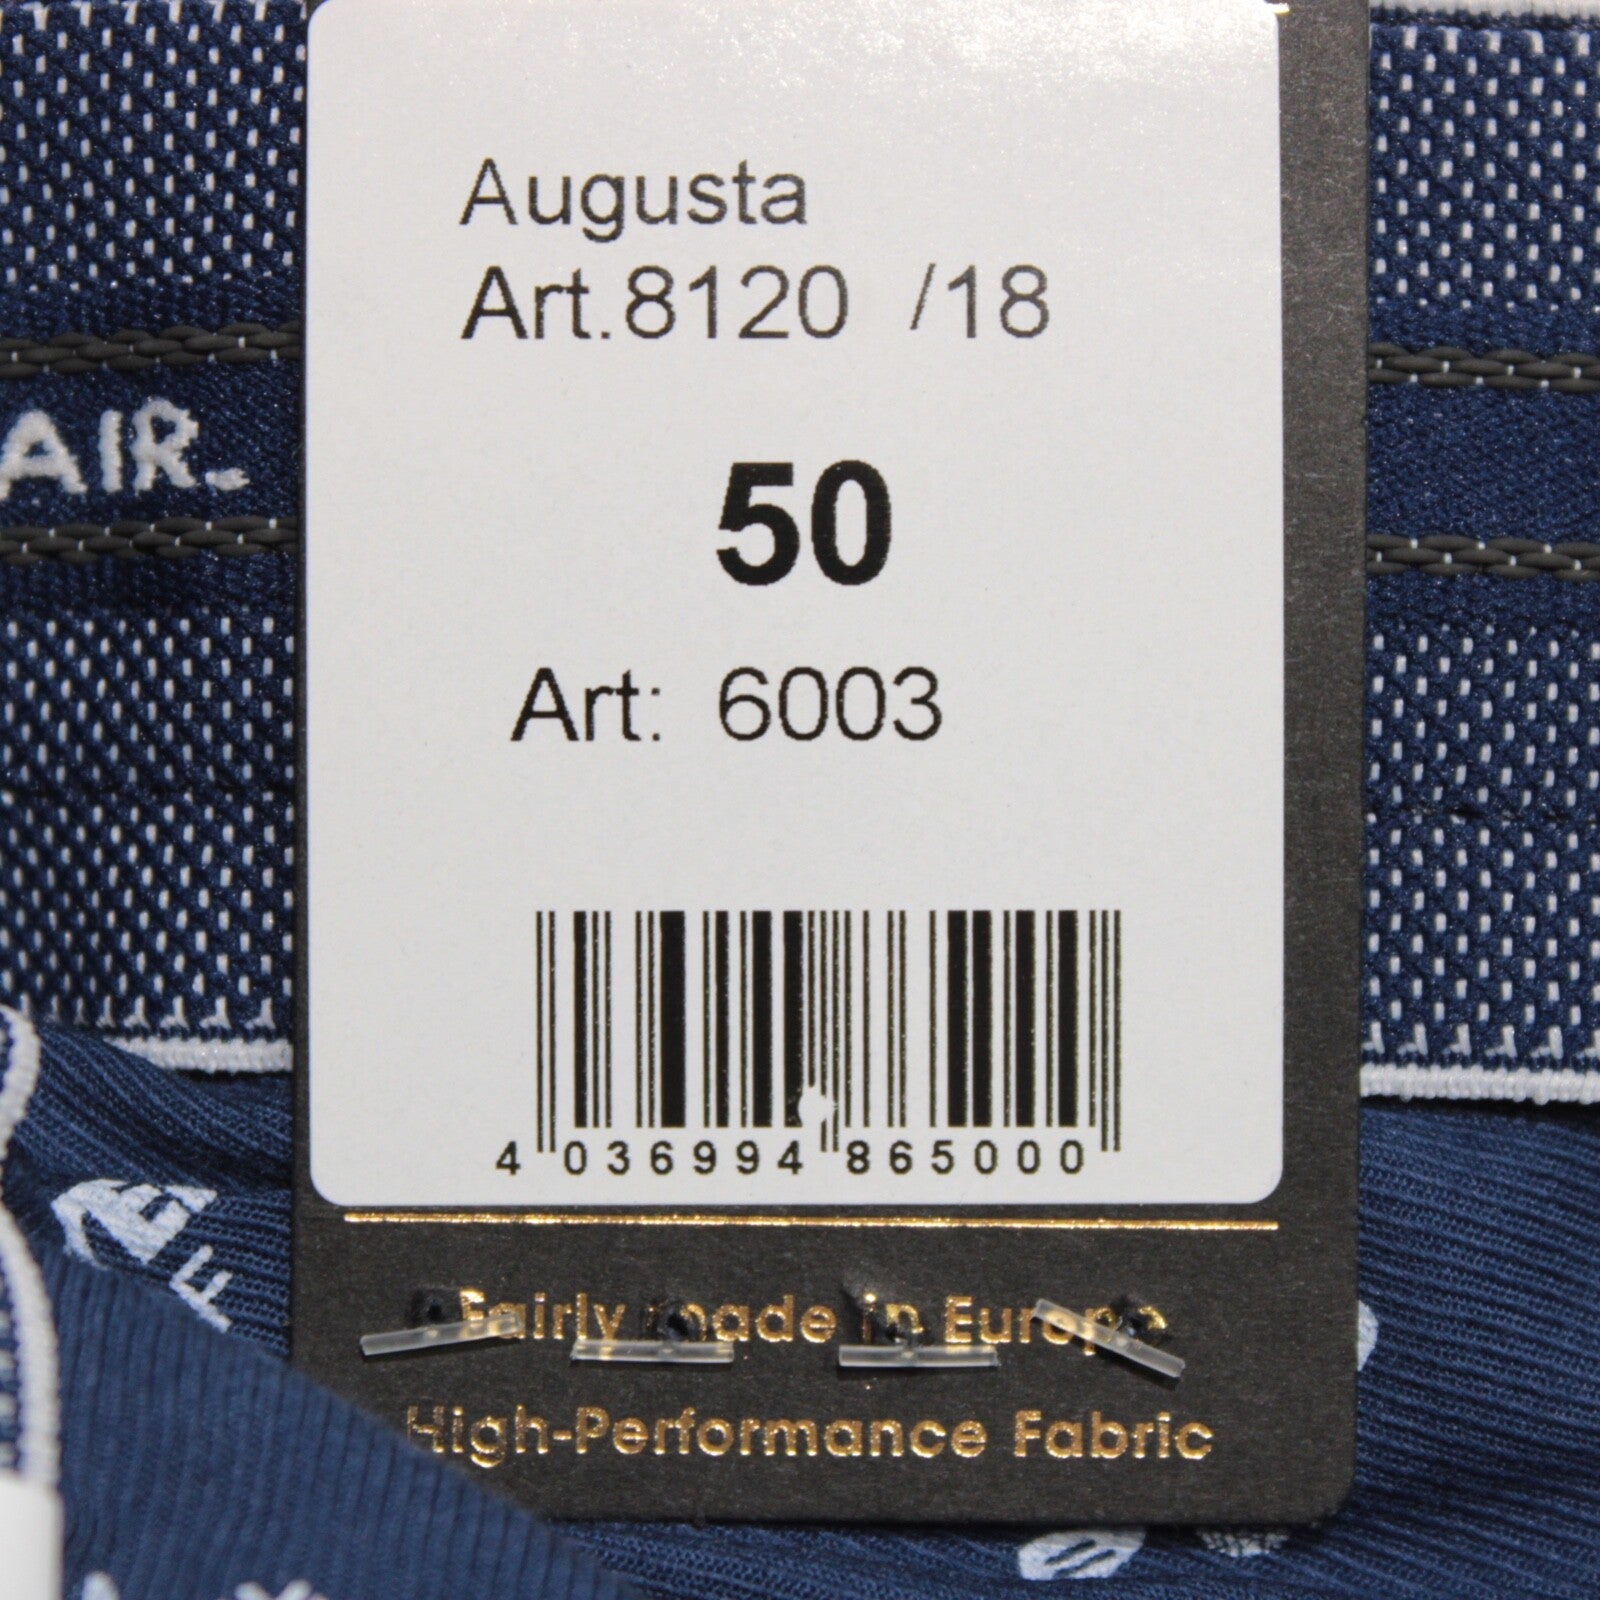 Augusta
Art.8120 /18
AIR
50
Art: 6003
4 036994 865000
Fairly made in Europe
High-Performance Fabric